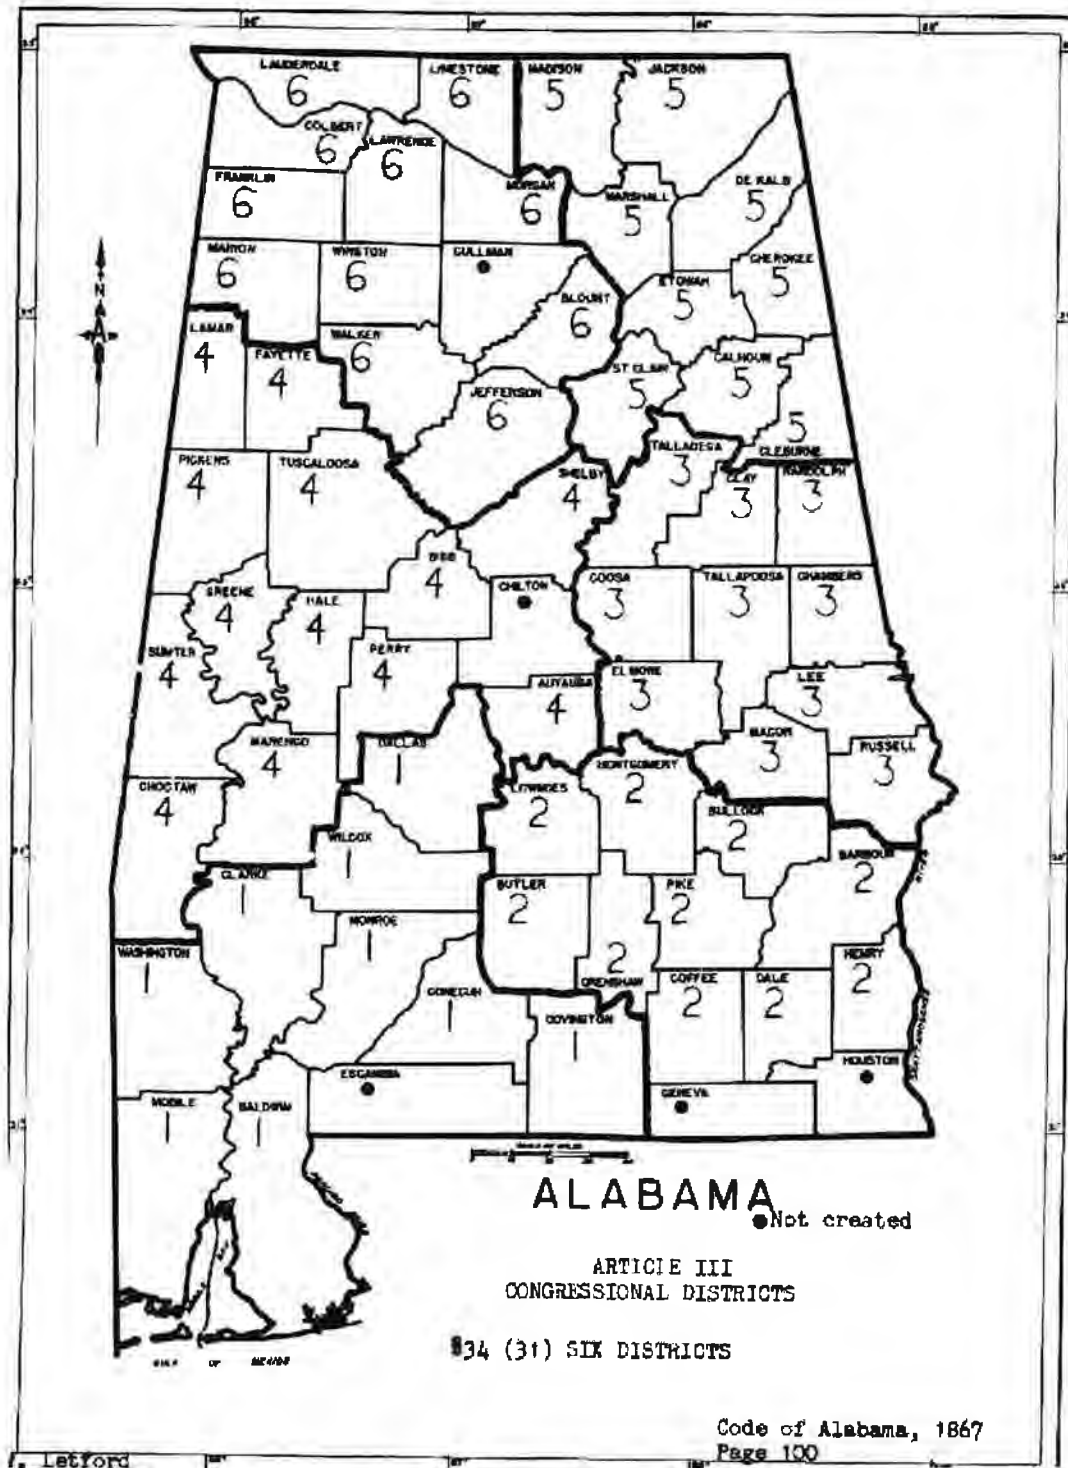 LAUDERDALE
6
LIMESTONE
6
MADISON
5
JACKSON
5
COLBERT
6
LAWRENCE
6
FRANKLIN
6
MORGAN
6
MARSHALL
5
DE KALB
5
MARION
6
WINSTON
6
CULLMAN
BLOUNT
6
ETOWAH
5
CHEROKEE
5
LAMAR
4
FAYETTE
4
WALKER
6
JEFFERSON
6
ST CLAIR
5
CALHOUN
5
CLEBURNE
5
PICKENS
4
TUSCALOOSA
4
SHELBY
4
TALLADEGA
3
CLAY
3
RANDOLPH
3
GREENE
4
HALE
4
BIBB
4
CHILTON
COOSA
3
TALLAPOOSA
3
CHAMBERS
3
SUMTER
4
PERRY
4
AUTAUGA
4
ELMORE
3
LEE
3
MARENGO
4
DALLAS
1
MACON
3
RUSSELL
3
CHOCTAW
4
LOWNDES
2
MONTGOMERY
2
BULLOCK
2
WILCOX
1
CLARKE
1
BARBOUR
2
BUTLER
2
PIKE
2
MONROE
1
WASHINGTON
1
CONECUH
1
CRENSHAW
2
COFFEE
2
DALE
2
HENRY
2
COVINGTON
1
ESCAMBIA
GENEVA
HOUSTON
MOBILE
1
BALDWIN
1
RIVER
GULF OF MEXICO
N
SCALE OF MILES
ALABAMA
Not created
ARTICLE III
CONGRESSIONAL DISTRICTS
34 (31) SIX DISTRICTS
Code of Alabama, 1867
Page 100
Letford